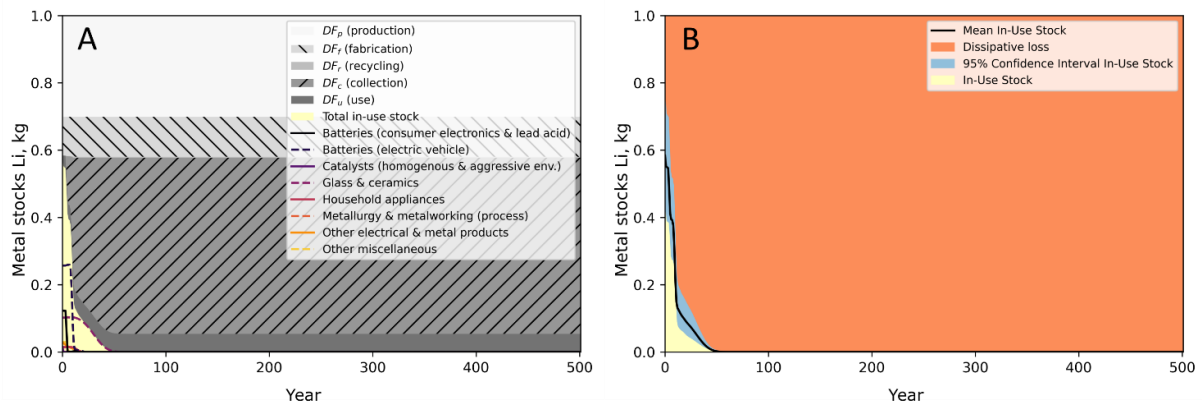 A
1.0
0.8
0.6
0.4
0.2
0.0
Metal stocks Li, kg
0
100
200
300
400
500
Year
DFp (production)
DFf (fabrication)
DFr (recycling)
DFc (collection)
DFu (use)
Total in-use stock
Batteries (consumer electronics & lead acid)
Batteries (electric vehicle)
Catalysts (homogenous & aggressive env.)
Glass & ceramics
Household appliances
Metallurgy & metalworking (process)
Other electrical & metal products
Other miscellaneous
B
1.0
0.8
0.6
0.4
0.2
0.0
Metal stocks Li, kg
0
100
200
300
400
500
Year
Mean In-Use Stock
Dissipative loss
95% Confidence Interval In-Use Stock
In-Use Stock